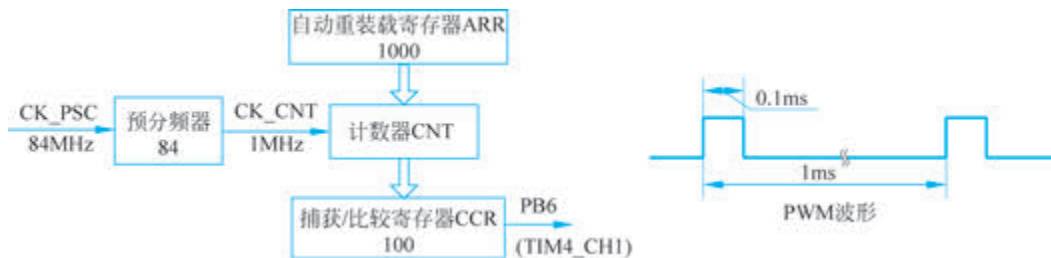 自动重装载寄存器ARR
1000
CK_PSC
84MHz
预分频器
84
CK_CNT
1MHz
计数器CNT
捕获/比较寄存器CCR
100
PB6
(TIM4_CH1)
0.1ms
1ms
PWM波形